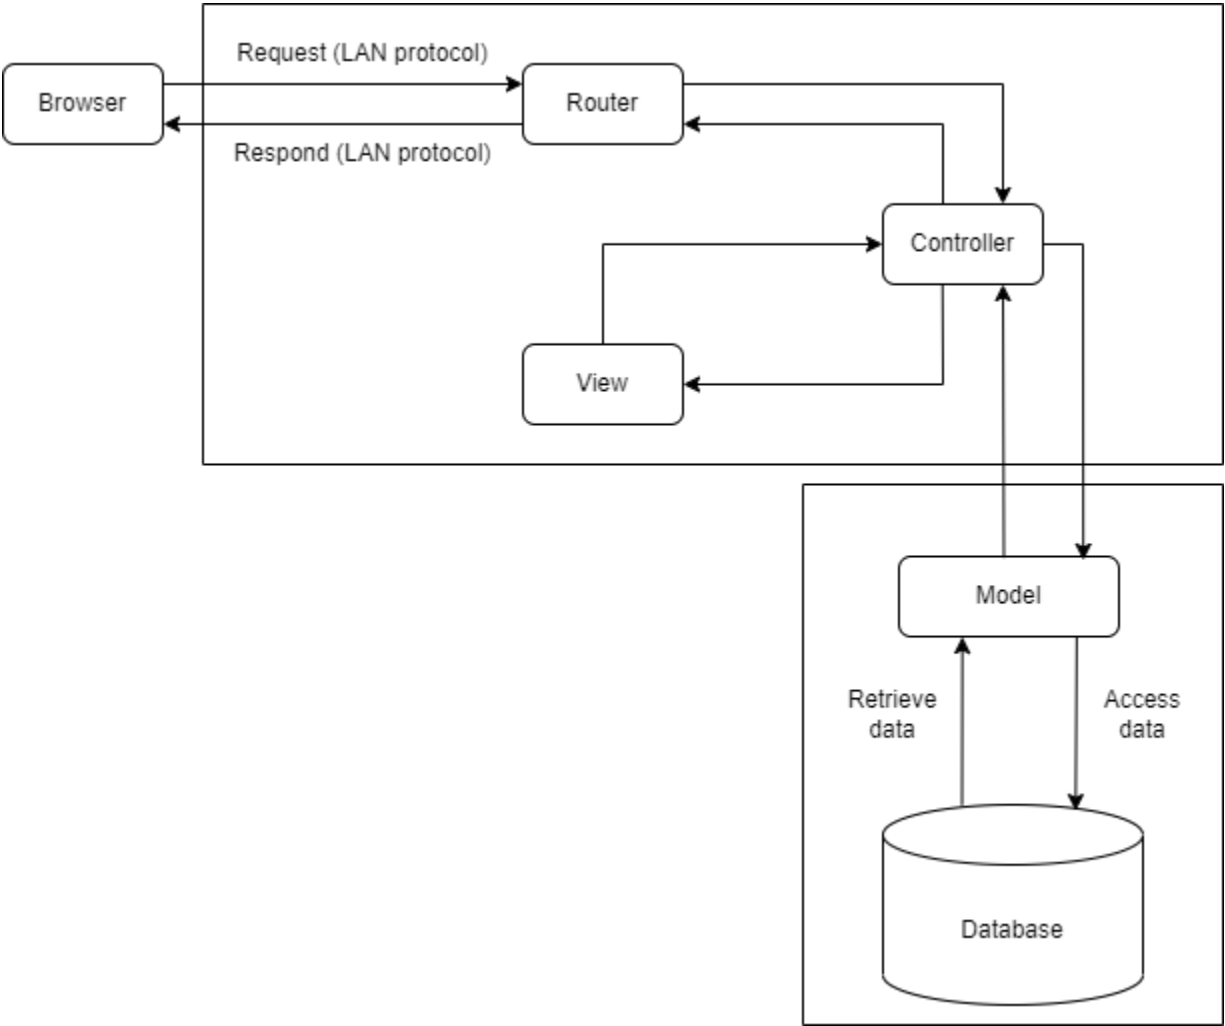 Request (LAN protocol)
Browser
Router
Respond (LAN protocol)
Controller
View
Model
Retrieve
data
Access
data
Database